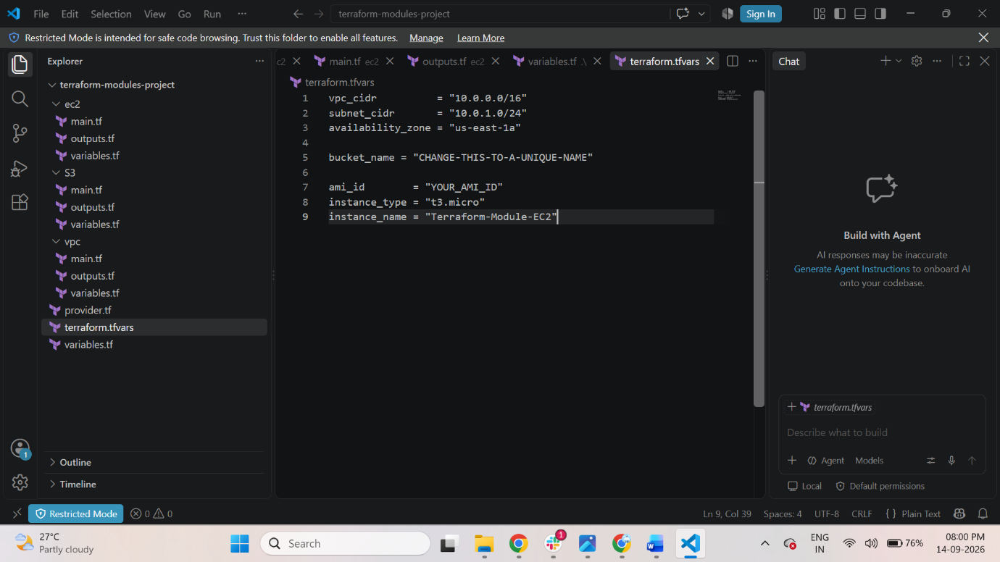 File Edit Selection View Go Run ···
terraform-modules-project
Sign In
Restricted Mode is intended for safe code browsing. Trust this folder to enable all features. Manage Learn More
Explorer
terraform-modules-project
ec2
main.tf
outputs.tf
variables.tf
S3
main.tf
outputs.tf
variables.tf
vpc
main.tf
outputs.tf
variables.tf
provider.tf
terraform.tfvars
variables.tf
Outline
Timeline
c2 main.tf ec2 outputs.tf ec2 variables.tf .\ terraform.tfvars
terraform.tfvars
1 vpc_cidr = "10.0.0.0/16"
2 subnet_cidr = "10.0.1.0/24"
3 availability_zone = "us-east-1a"
4
5 bucket_name = "CHANGE-THIS-TO-A-UNIQUE-NAME"
6
7 ami_id = "YOUR_AMI_ID"
8 instance_type = "t3.micro"
9 instance_name = "Terraform-Module-EC2"
Chat
Build with Agent
AI responses may be inaccurate
Generate Agent Instructions to onboard AI
onto your codebase.
terraform.tfvars
Describe what to build
Agent Models
Local Default permissions
1
Restricted Mode 0 0
Ln 9, Col 39 Spaces: 4 UTF-8 CRLF { } Plain Text
27°C
Partly cloudy
Search
1
ENG
IN
76%
08:00 PM
14-09-2026